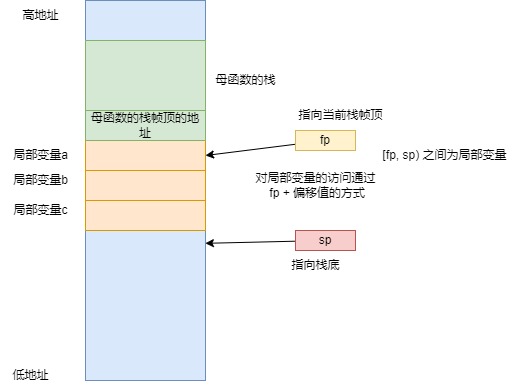 高地址
母函数的栈
母函数的栈帧顶的地
址
指向当前栈帧顶
fp
局部变量a
[fp, sp) 之间为局部变量
局部变量b
对局部变量的访问通过
fp + 偏移值的方式
局部变量c
sp
指向栈底
低地址